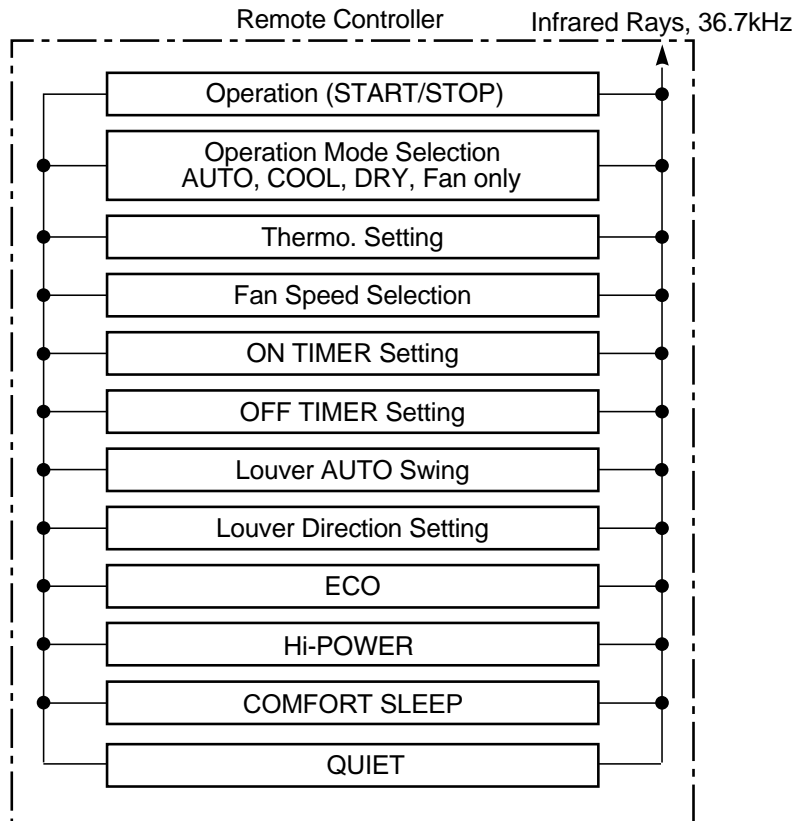 Remote Controller
Infrared Rays, 36.7kHz
Operation (START/STOP)
Operation Mode Selection
AUTO, COOL, DRY, Fan only
Thermo. Setting
Fan Speed Selection
ON TIMER Setting
OFF TIMER Setting
Louver AUTO Swing
Louver Direction Setting
ECO
Hi-POWER
COMFORT SLEEP
QUIET